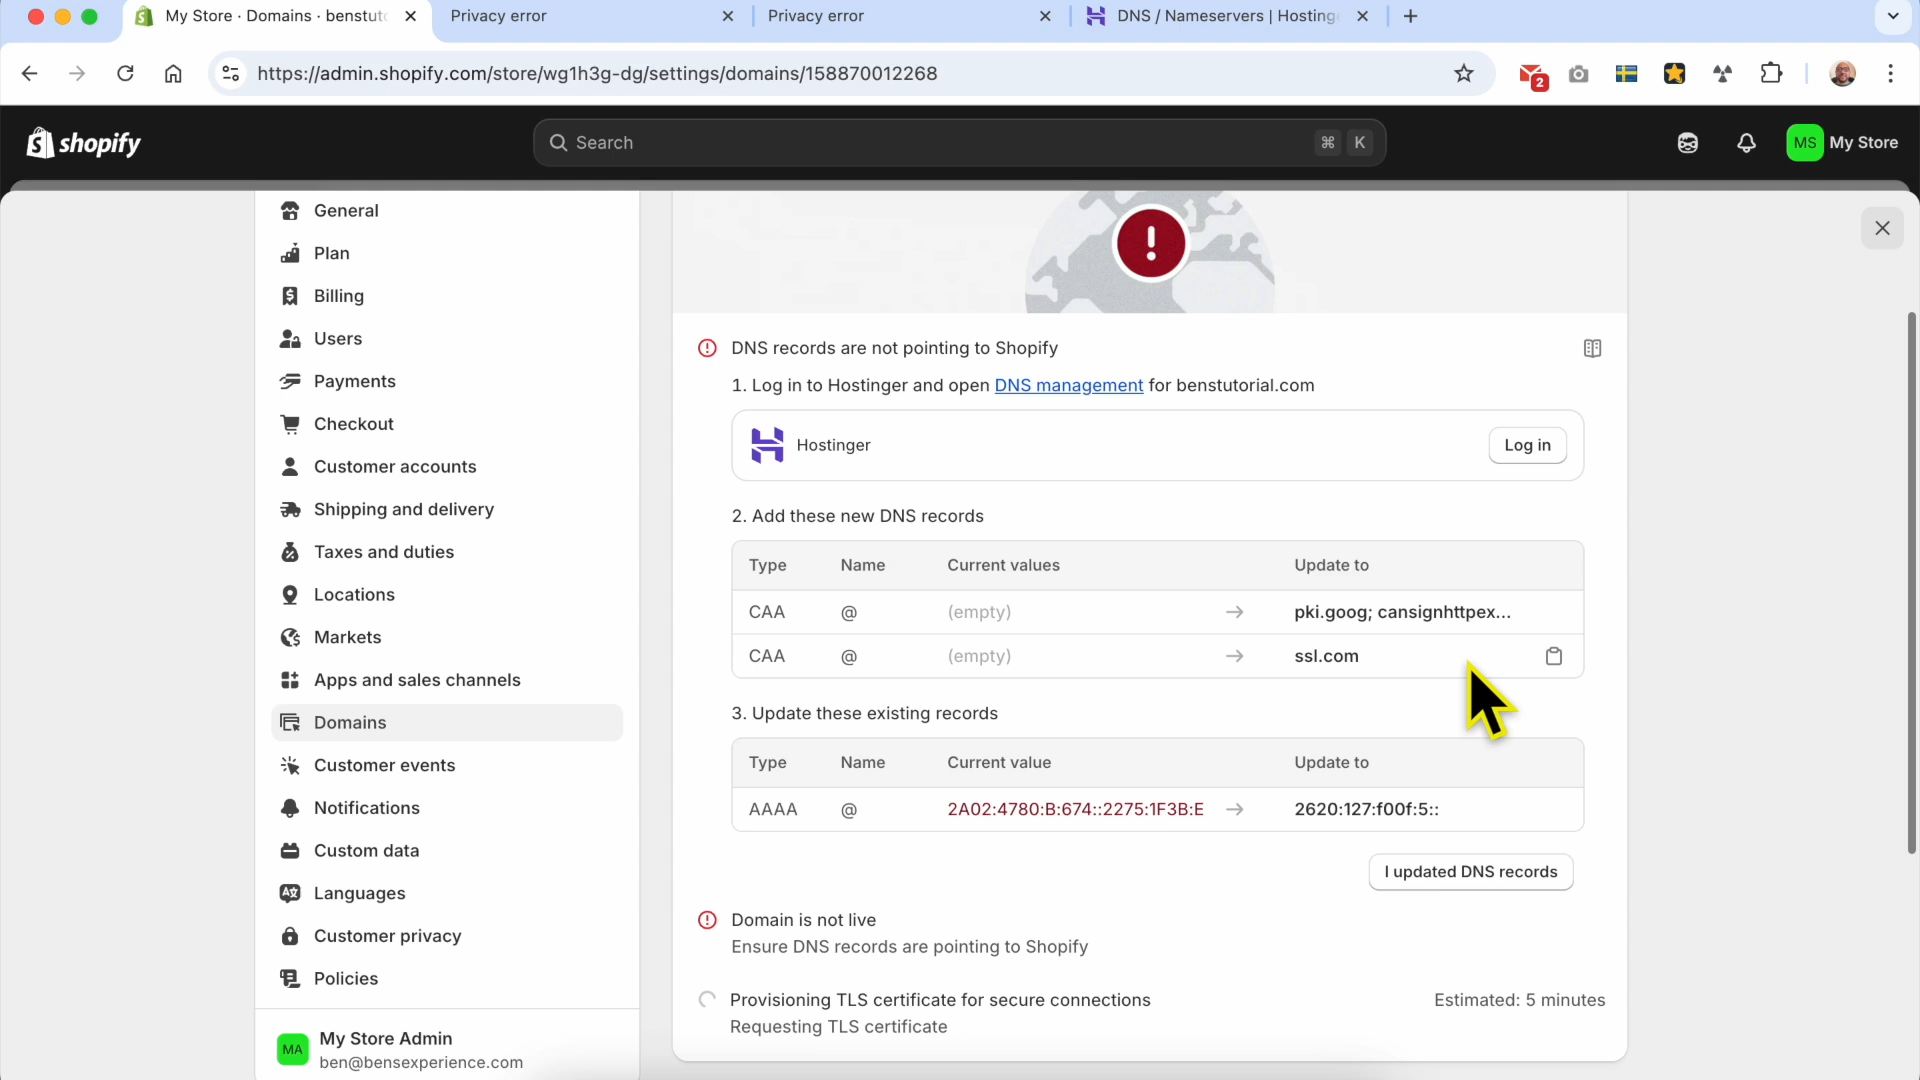 My Store · Domains · benstuto
Privacy error
Privacy error
DNS / Nameservers | Hosting
https://admin.shopify.com/store/wg1h3g-dg/settings/domains/158870012268
2
shopify
Search
⌘ K
MS
My Store
General
Plan
Billing
Users
Payments
Checkout
Customer accounts
Shipping and delivery
Taxes and duties
Locations
Markets
Apps and sales channels
Domains
Customer events
Notifications
Custom data
Languages
Customer privacy
Policies
MA
My Store Admin
ben@bensexperience.com
DNS records are not pointing to Shopify
1. Log in to Hostinger and open DNS management for benstutorial.com
Hostinger
Log in
2. Add these new DNS records
Type Name Current values Update to
CAA @ (empty) → pki.goog; cansignhttpex...
CAA @ (empty) → ssl.com
3. Update these existing records
Type Name Current value Update to
AAAA @ 2A02:4780:B:674::2275:1F3B:E → 2620:127:f00f:5::
I updated DNS records
Domain is not live
Ensure DNS records are pointing to Shopify
Provisioning TLS certificate for secure connections Estimated: 5 minutes
Requesting TLS certificate